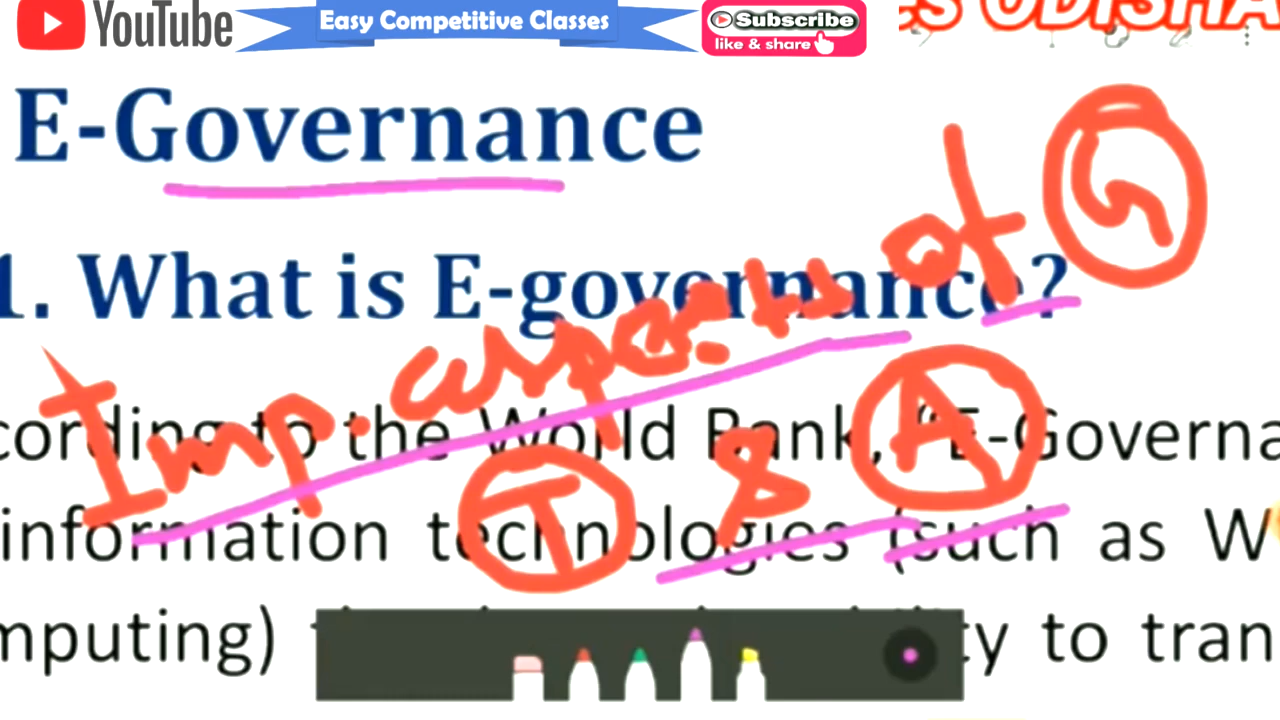 YouTube
Easy Competitive Classes
Subscribe
like & share
ODISHA
E-Governance
1. What is E-governance?
Imp. aspects of G
T & A
cording to the World Bank, "E-Governa
information technologies (such as W
mputing)
ty to tran